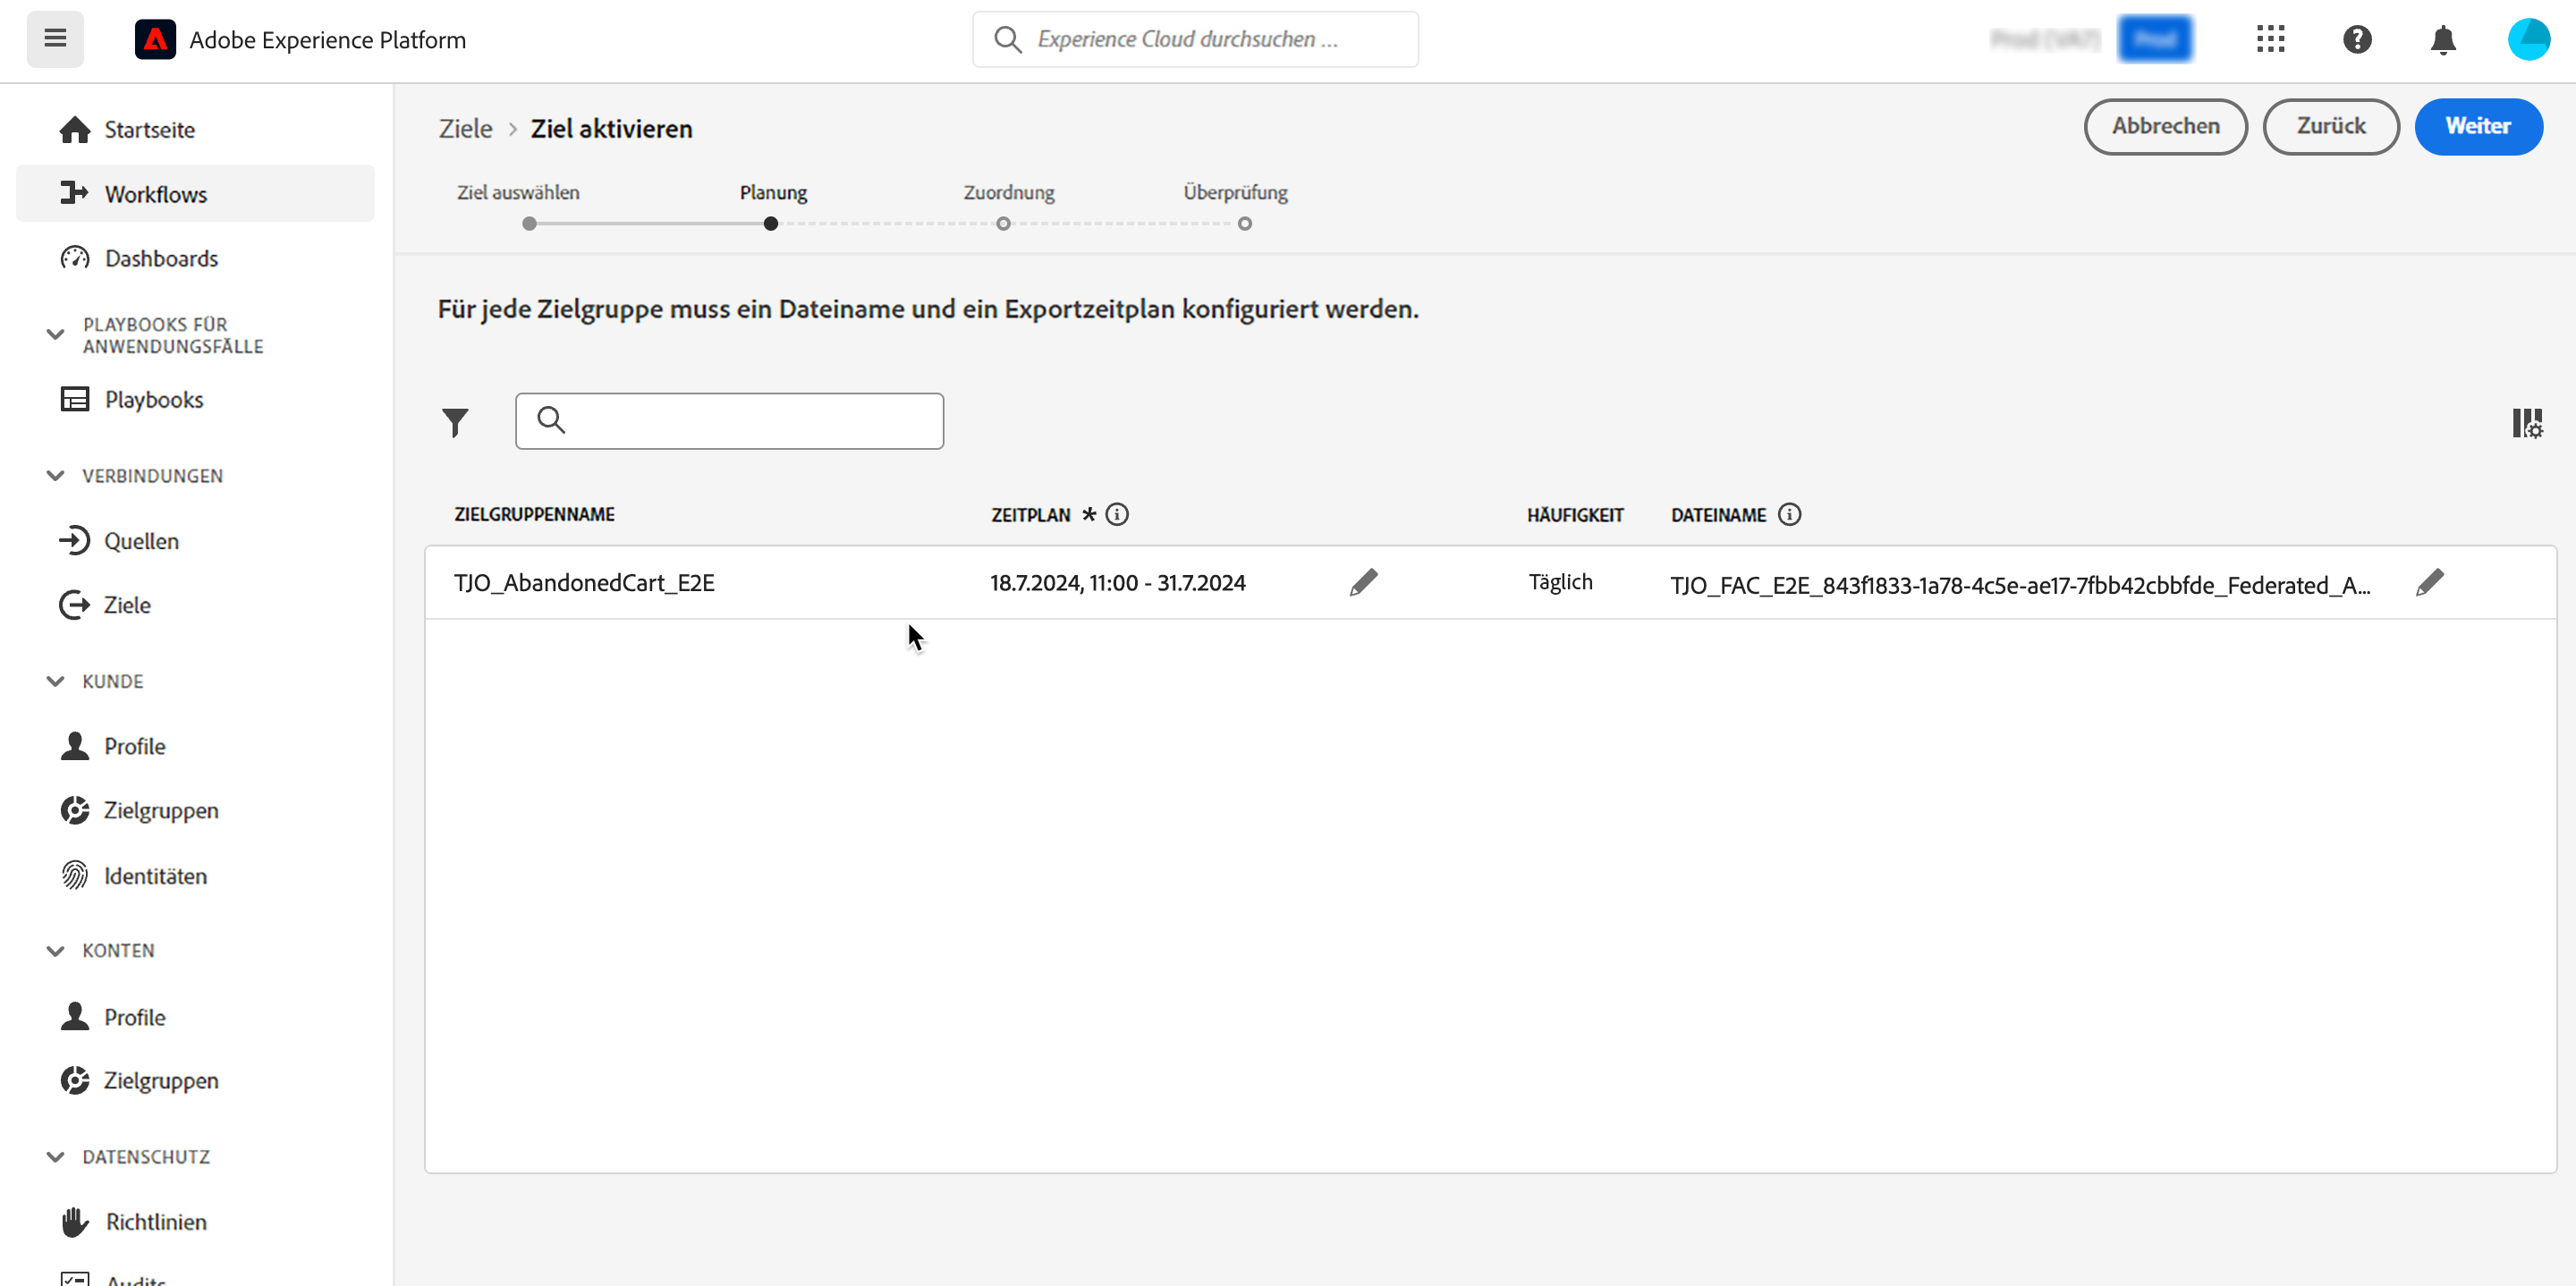 Adobe Experience Platform
Experience Cloud durchsuchen ...
Startseite
Workflows
Dashboards
PLAYBOOKS FÜR
ANWENDUNGSFÄLLE
Playbooks
VERBINDUNGEN
Quellen
Ziele
KUNDE
Profile
Zielgruppen
Identitäten
KONTEN
Profile
Zielgruppen
DATENSCHUTZ
Richtlinien
Audits
Ziele > Ziel aktivieren
Abbrechen
Zurück
Weiter
Ziel auswählen
Planung
Zuordnung
Überprüfung
Für jede Zielgruppe muss ein Dateiname und ein Exportzeitplan konfiguriert werden.
ZIELGRUPPENNAME
ZEITPLAN *
HÄUFIGKEIT
DATEINAME
TJO_AbandonedCart_E2E
18.7.2024, 11:00 - 31.7.2024
Täglich
TJO_FAC_E2E_843f1833-1a78-4c5e-ae17-7fbb42cbbfde_Federated_A...